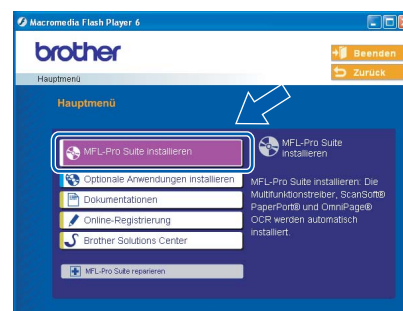 Macromedia Flash Player 6
brother
Beenden
Zurück
Hauptmenü
Hauptmenü
MFL-Pro Suite installieren
Optionale Anwendungen installieren
Dokumentationen
Online-Registrierung
Brother Solutions Center
MFL-Pro Suite reparieren
MFL-Pro Suite
installieren
MFL-Pro Suite installieren: Die
Multifunktionstreiber, ScanSoft®
PaperPort® und OmniPage®
OCR werden automatisch
installiert.